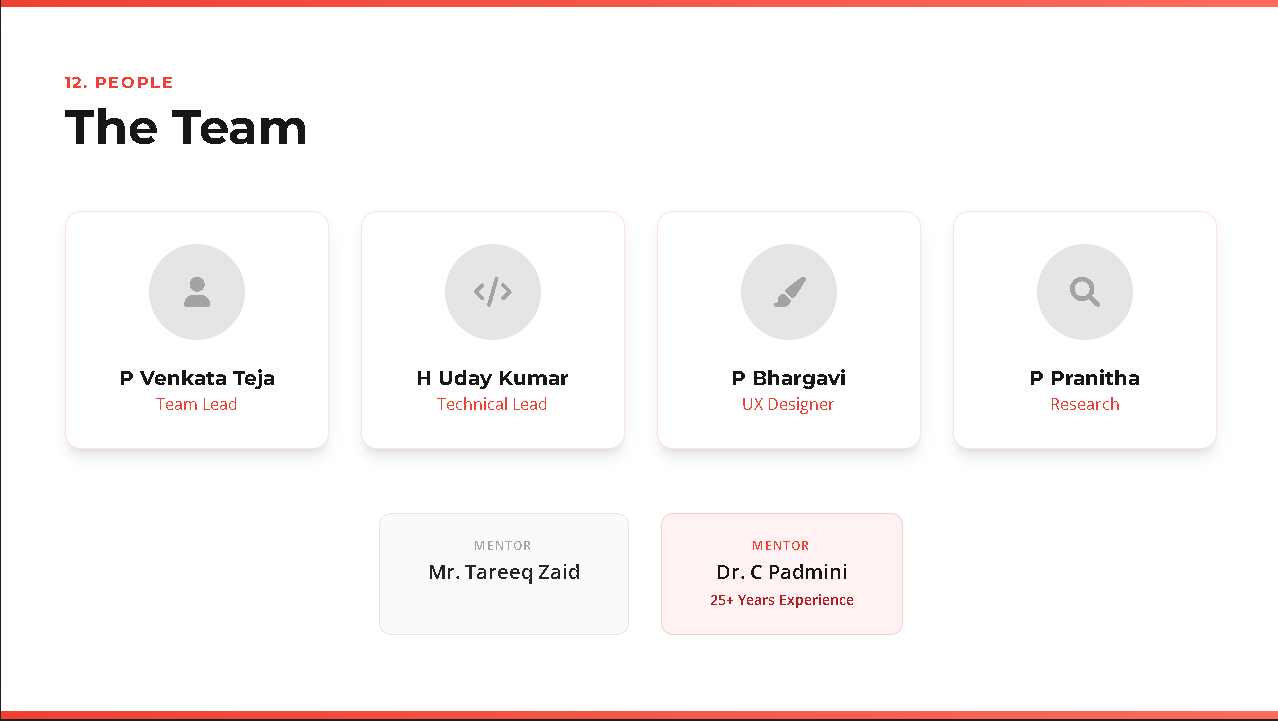 12. PEOPLE
The Team
P Venkata Teja
Team Lead
H Uday Kumar
Technical Lead
P Bhargavi
UX Designer
P Pranitha
Research
MENTOR
Mr. Tareeq Zaid
MENTOR
Dr. C Padmini
25+ Years Experience